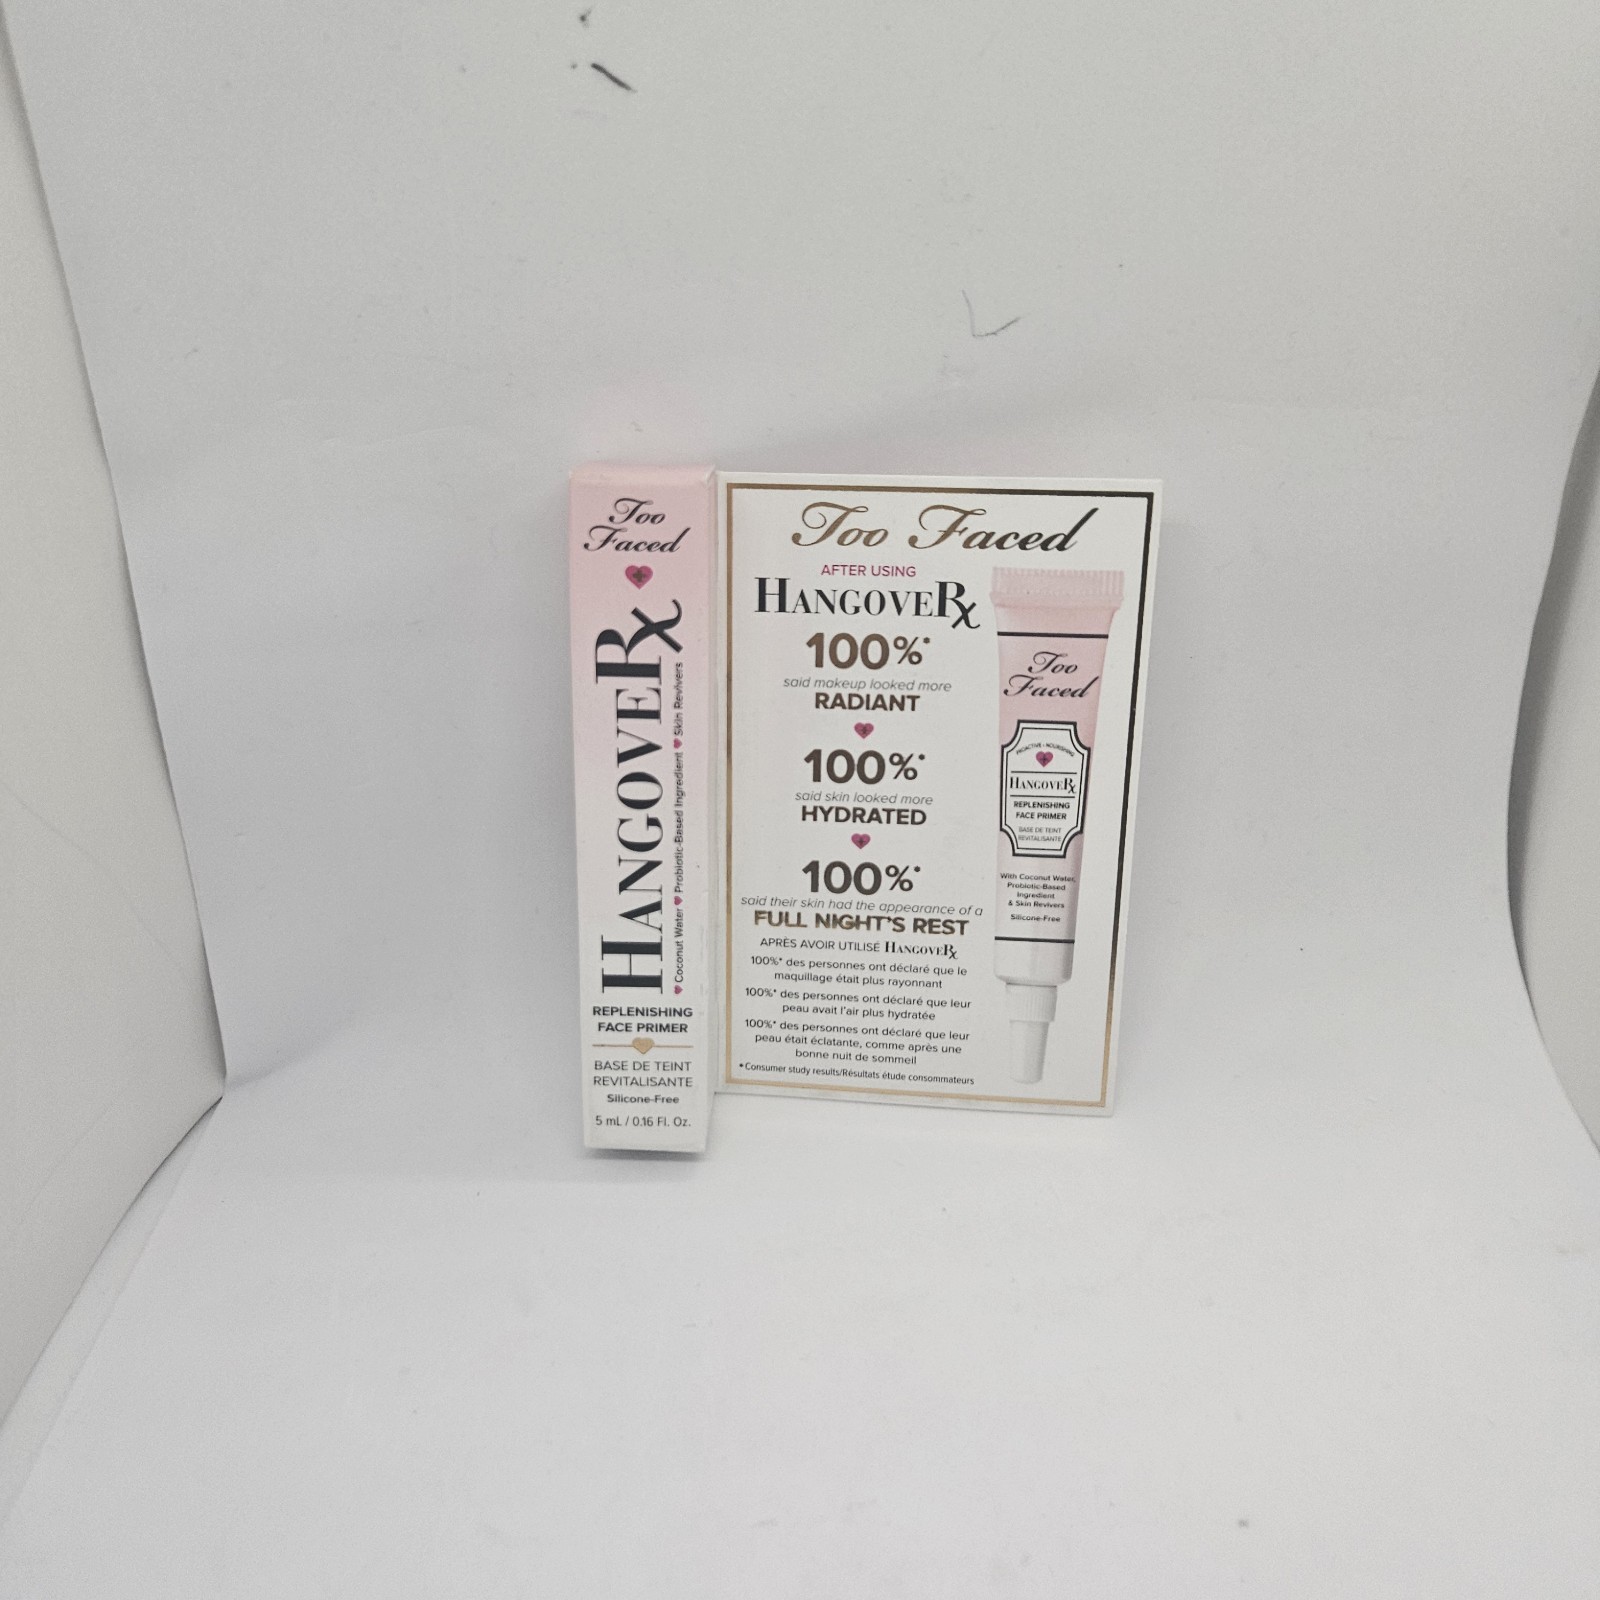 Too
Faced
HANGOVERX
♥ Coconut Water ♥ Probiotic-Based Ingredient ♥ Skin Revivers
REPLENISHING
FACE PRIMER
BASE DE TEINT
REVITALISANTE
Silicone-Free
5 mL / 0.16 Fl. Oz.
Too Faced
AFTER USING
HANGOVERX
100%*
said makeup looked more
RADIANT
100%*
said skin looked more
HYDRATED
100%*
said their skin had the appearance of a
FULL NIGHT'S REST
APRÈS AVOIR UTILISÉ HANGOVERX
100%* des personnes ont déclaré que le
maquillage était plus rayonnant
100%* des personnes ont déclaré que leur
peau avait l'air plus hydratée
100%* des personnes ont déclaré que leur
peau était éclatante, comme après une
bonne nuit de sommeil
*Consumer study results/Résultats étude consommateurs
Too
Faced
PROACTIVE • NOURISHING
HANGOVERX
REPLENISHING
FACE PRIMER
BASE DE TEINT
REVITALISANTE
With Coconut Water,
Probiotic-Based
Ingredient
& Skin Revivers
Silicone-Free